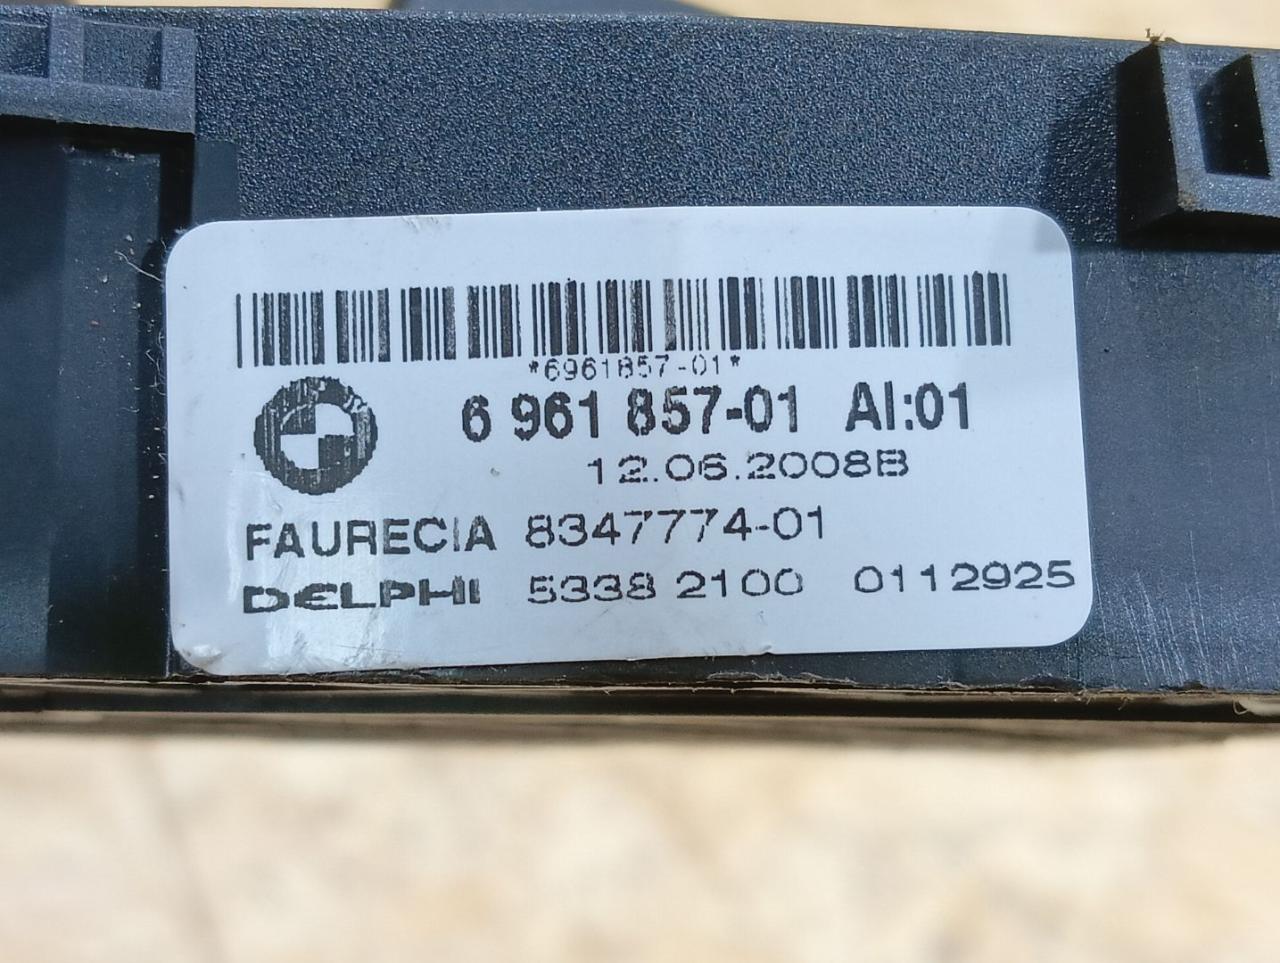 *6961857-01*
6 961 857-01 AI:01
12.06.2008B
FAURECIA 8347774-01
DELPHI 5338 2100 0112925